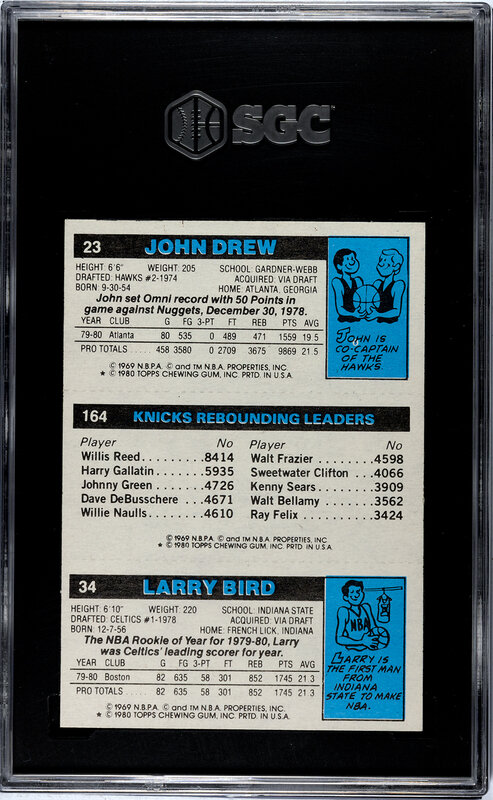 SGC
23 JOHN DREW
HEIGHT: 6'6" WEIGHT: 205 SCHOOL: GARDNER-WEBB
DRAFTED: HAWKS #2-1974 ACQUIRED: VIA DRAFT
BORN: 9-30-54 HOME: ATLANTA, GEORGIA
John set Omni record with 50 Points in
game against Nuggets, December 30, 1978.
YEAR CLUB G FG 3-PT FT REB PTS AVG
79-80 Atlanta 80 535 0 489 471 1559 19.5
PRO TOTALS ..... 458 3580 0 2709 3675 9869 21.5
© 1969 N.B.P.A. © and TM N.B.A. PROPERTIES, INC.
★ © 1980 TOPPS CHEWING GUM, INC. PRTD. IN U.S.A.
JOHN IS
CO-CAPTAIN
OF THE
HAWKS.
164 KNICKS REBOUNDING LEADERS
Player No
Willis Reed.........8414
Harry Gallatin......5935
Johnny Green......4726
Dave DeBusschere..4671
Willie Naulls.......4610
Player No
Walt Frazier........4598
Sweetwater Clifton..4066
Kenny Sears........3909
Walt Bellamy.......3562
Ray Felix..........3424
© 1969 N.B.P.A. © and TM N.B.A. PROPERTIES, INC.
★ © 1980 TOPPS CHEWING GUM, INC. PRTD. IN U.S.A.
34 LARRY BIRD
HEIGHT: 6'10" WEIGHT: 220 SCHOOL: INDIANA STATE
DRAFTED: CELTICS #1-1978 ACQUIRED: VIA DRAFT
BORN: 12-7-56 HOME: FRENCH LICK, INDIANA
The NBA Rookie of Year for 1979-80, Larry
was Celtics' leading scorer for year.
YEAR CLUB G FG 3-PT FT REB PTS AVG
79-80 Boston 82 635 58 301 852 1745 21.3
PRO TOTALS ..... 82 635 58 301 852 1745 21.3
© 1969 N.B.P.A. © and TM N.B.A. PROPERTIES, INC.
★ © 1980 TOPPS CHEWING GUM, INC. PRTD. IN U.S.A.
NBA
LARRY IS
THE FIRST MAN
FROM
INDIANA
STATE TO MAKE
NBA.